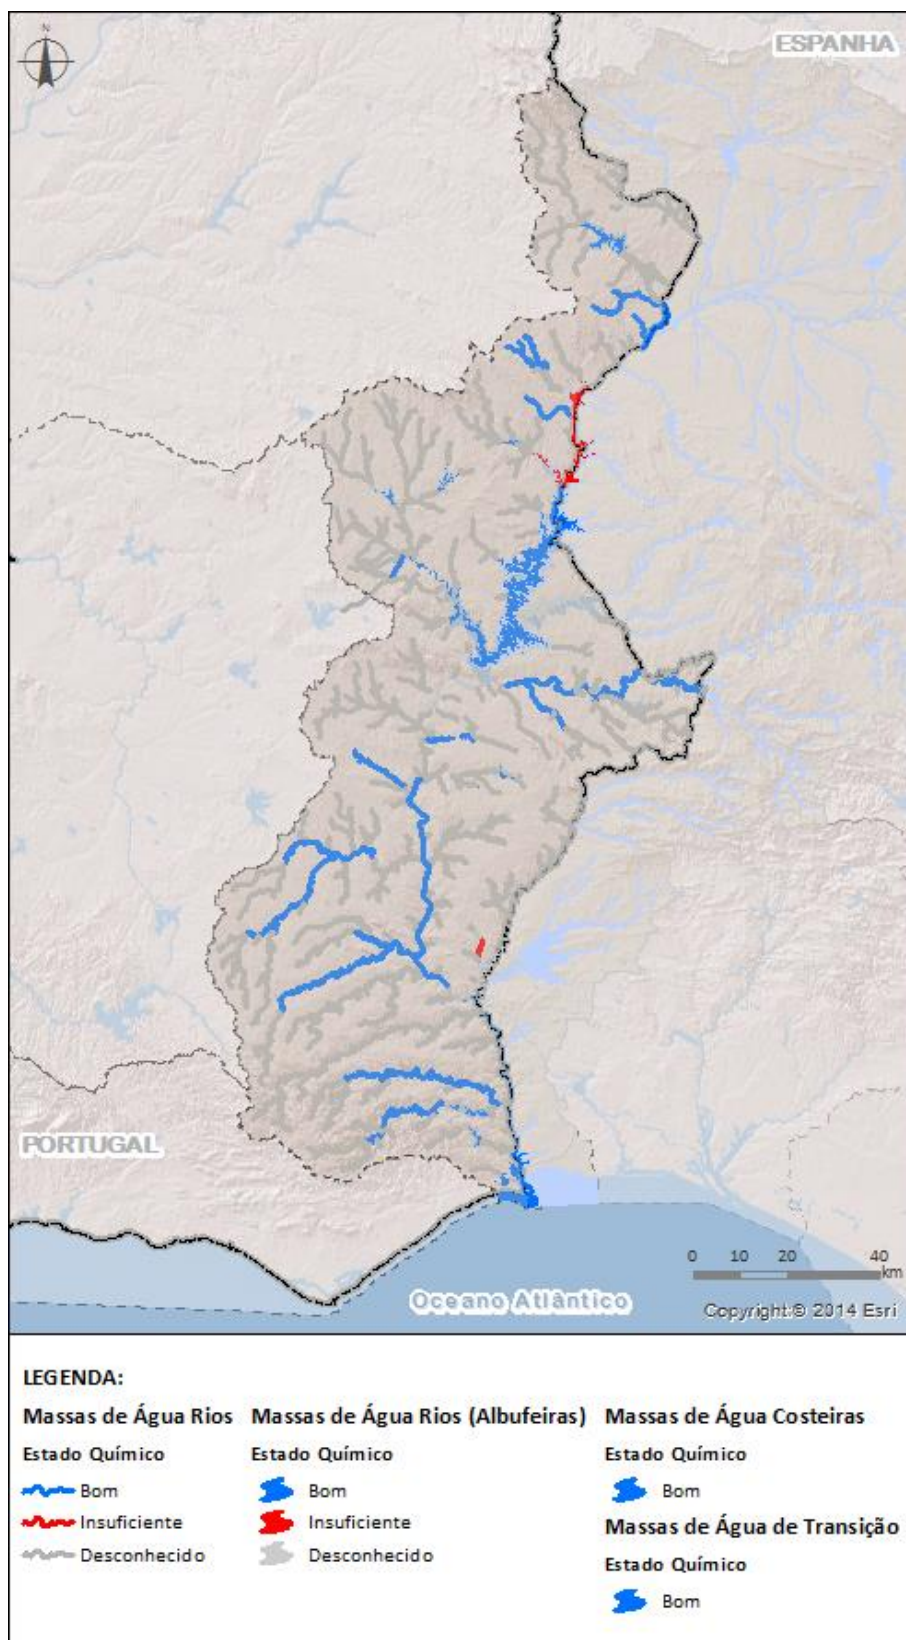 N
ESPANHA
PORTUGAL
0 10 20 40
km
Oceano Atlântico
Copyright:© 2014 Esri
LEGENDA:
Massas de Água Rios
Estado Químico
Bom
Insuficiente
Desconhecido
Massas de Água Rios (Albufeiras)
Estado Químico
Bom
Insuficiente
Desconhecido
Massas de Água Costeiras
Estado Químico
Bom
Massas de Água de Transição
Estado Químico
Bom